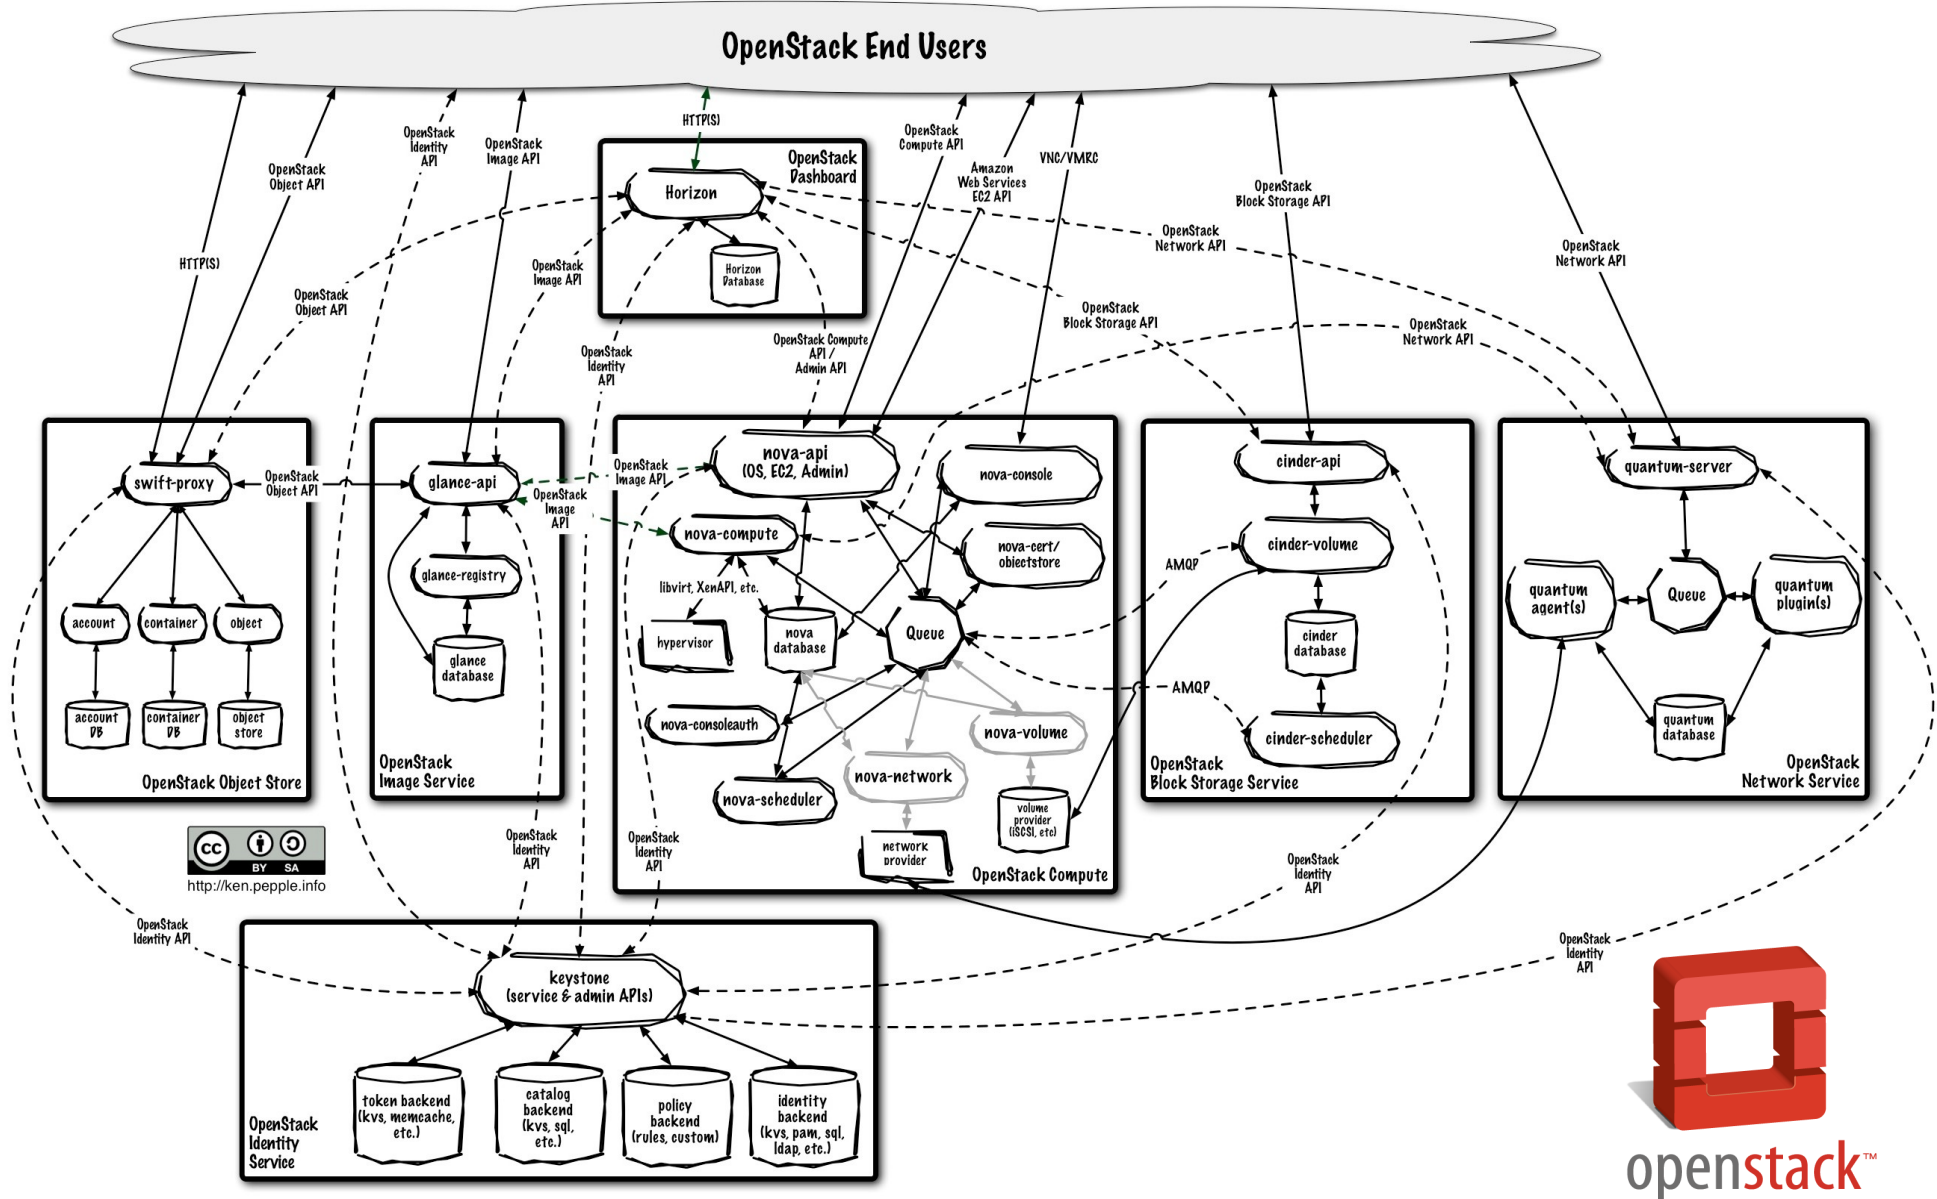 OpenStack End Users
HTTP(S)
OpenStack
Object API
OpenStack
Identity
API
OpenStack
Image API
HTTP(S)
OpenStack
Compute API
Amazon
Web Services
EC2 API
VNC/VMRC
OpenStack
Block Storage API
OpenStack
Network API
OpenStack
Dashboard
Horizon
Horizon
Database
OpenStack
Object API
OpenStack
Image API
OpenStack
Identity
API
OpenStack Compute
API /
Admin API
OpenStack
Network API
OpenStack
Block Storage API
OpenStack
Network API
swift-proxy
account
container
object
account
DB
container
DB
object
store
OpenStack Object Store
OpenStack
Object API
glance-api
glance-registry
glance
database
OpenStack
Image Service
OpenStack
Image API
OpenStack
Image
API
nova-api
(OS, EC2, Admin)
nova-console
nova-compute
nova-cert/
objectstore
libvirt, XenAPI, etc.
hypervisor
nova
database
Queue
nova-consoleauth
nova-volume
nova-network
nova-scheduler
volume
provider
(iSCSI, etc)
network
provider
OpenStack Compute
AMQP
AMQP
cinder-api
cinder-volume
cinder
database
cinder-scheduler
OpenStack
Block Storage Service
quantum-server
quantum
agent(s)
Queue
quantum
plugin(s)
quantum
database
OpenStack
Network Service
CC
BY SA
http://ken.pepple.info
OpenStack
Identity API
OpenStack
Identity
API
OpenStack
Identity
API
OpenStack
Identity
API
OpenStack
Identity
API
keystone
(service & admin APIs)
token backend
(kvs, memcache,
etc.)
catalog
backend
(kvs, sql,
etc.)
policy
backend
(rules, custom)
identity
backend
(kvs, pam, sql,
ldap, etc.)
OpenStack
Identity
Service
openstack™